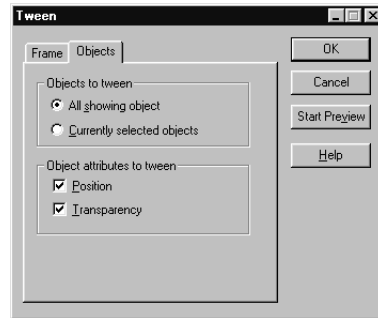 Tween
Frame
Objects
Objects to tween
All showing object
Currently selected objects
Object attributes to tween
Position
Transparency
OK
Cancel
Start Preview
Help